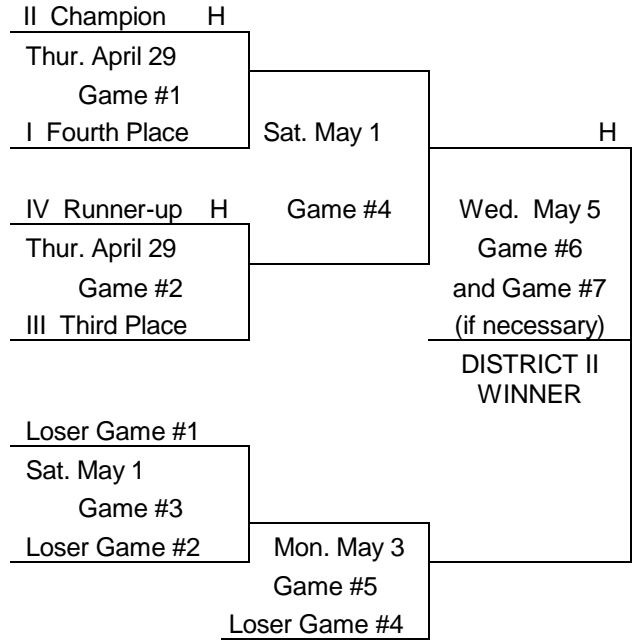 II Champion H
Thur. April 29
Game #1
I Fourth Place
Sat. May 1
H
IV Runner-up H
Game #4
Wed. May 5
Thur. April 29
Game #6
Game #2
and Game #7
III Third Place
(if necessary)
DISTRICT II
WINNER
Loser Game #1
Sat. May 1
Game #3
Loser Game #2
Mon. May 3
Game #5
Loser Game #4